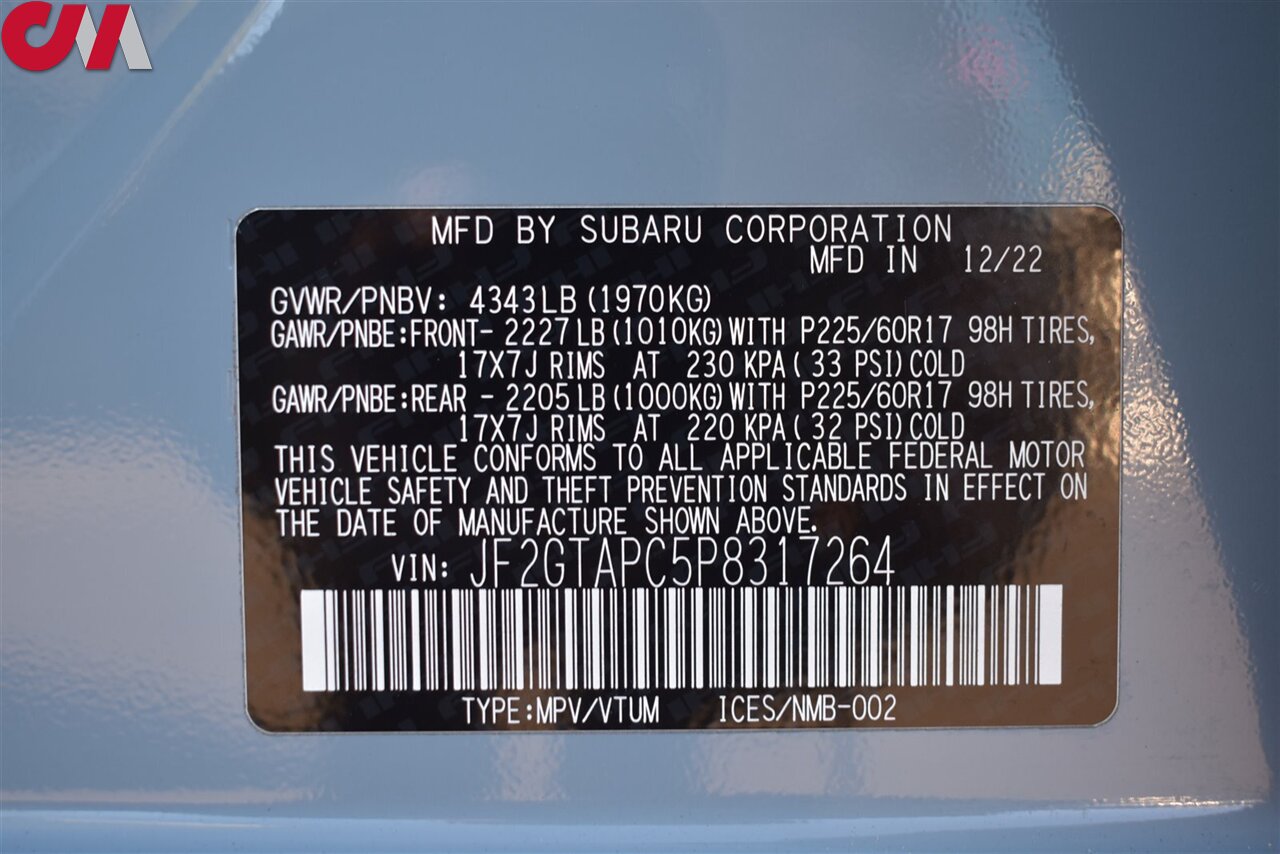 CM
MFD BY SUBARU CORPORATION
MFD IN 12/22
GVWR/PNBV: 4343LB(1970KG)
GAWR/PNBE:FRONT- 2227LB(1010KG)WITH P225/60R17 98H TIRES,
17X7J RIMS AT 230 KPA(33 PSI)COLD
GAWR/PNBE:REAR - 2205LB(1000KG)WITH P225/60R17 98H TIRES,
17X7J RIMS AT 220 KPA(32 PSI)COLD
THIS VEHICLE CONFORMS TO ALL APPLICABLE FEDERAL MOTOR
VEHICLE SAFETY AND THEFT PREVENTION STANDARDS IN EFFECT ON
THE DATE OF MANUFACTURE SHOWN ABOVE.
VIN: JF2GTAPC5P8317264
TYPE:MPV/VTUM ICES/NMB-002